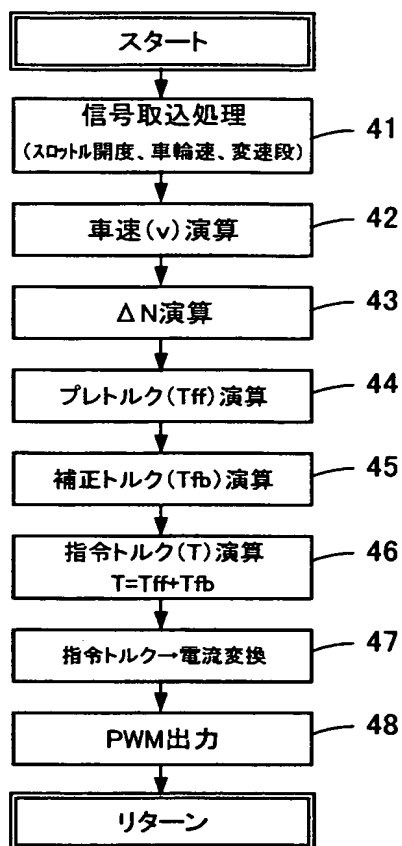 スタート
信号取込処理
(スロットル開度、車輪速、変速段)
41
車速(v)演算
42
ΔN演算
43
プレトルク(Tff)演算
44
補正トルク(Tfb)演算
45
指令トルク(T)演算
T=Tff+Tfb
46
指令トルク→電流変換
47
PWM出力
48
リターン